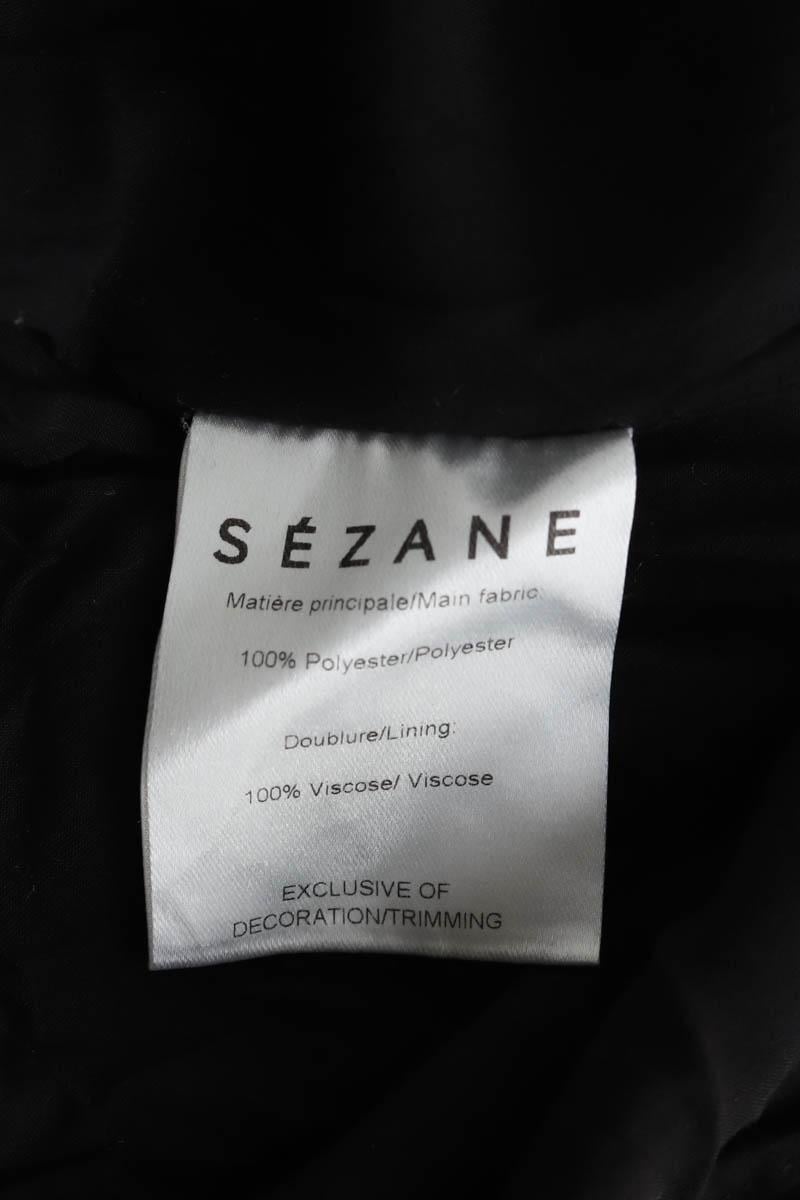 SÉZANE
Matière principale/Main fabric:
100% Polyester/Polyester
Doublure/Lining:
100% Viscose/ Viscose
EXCLUSIVE OF
DECORATION/TRIMMING